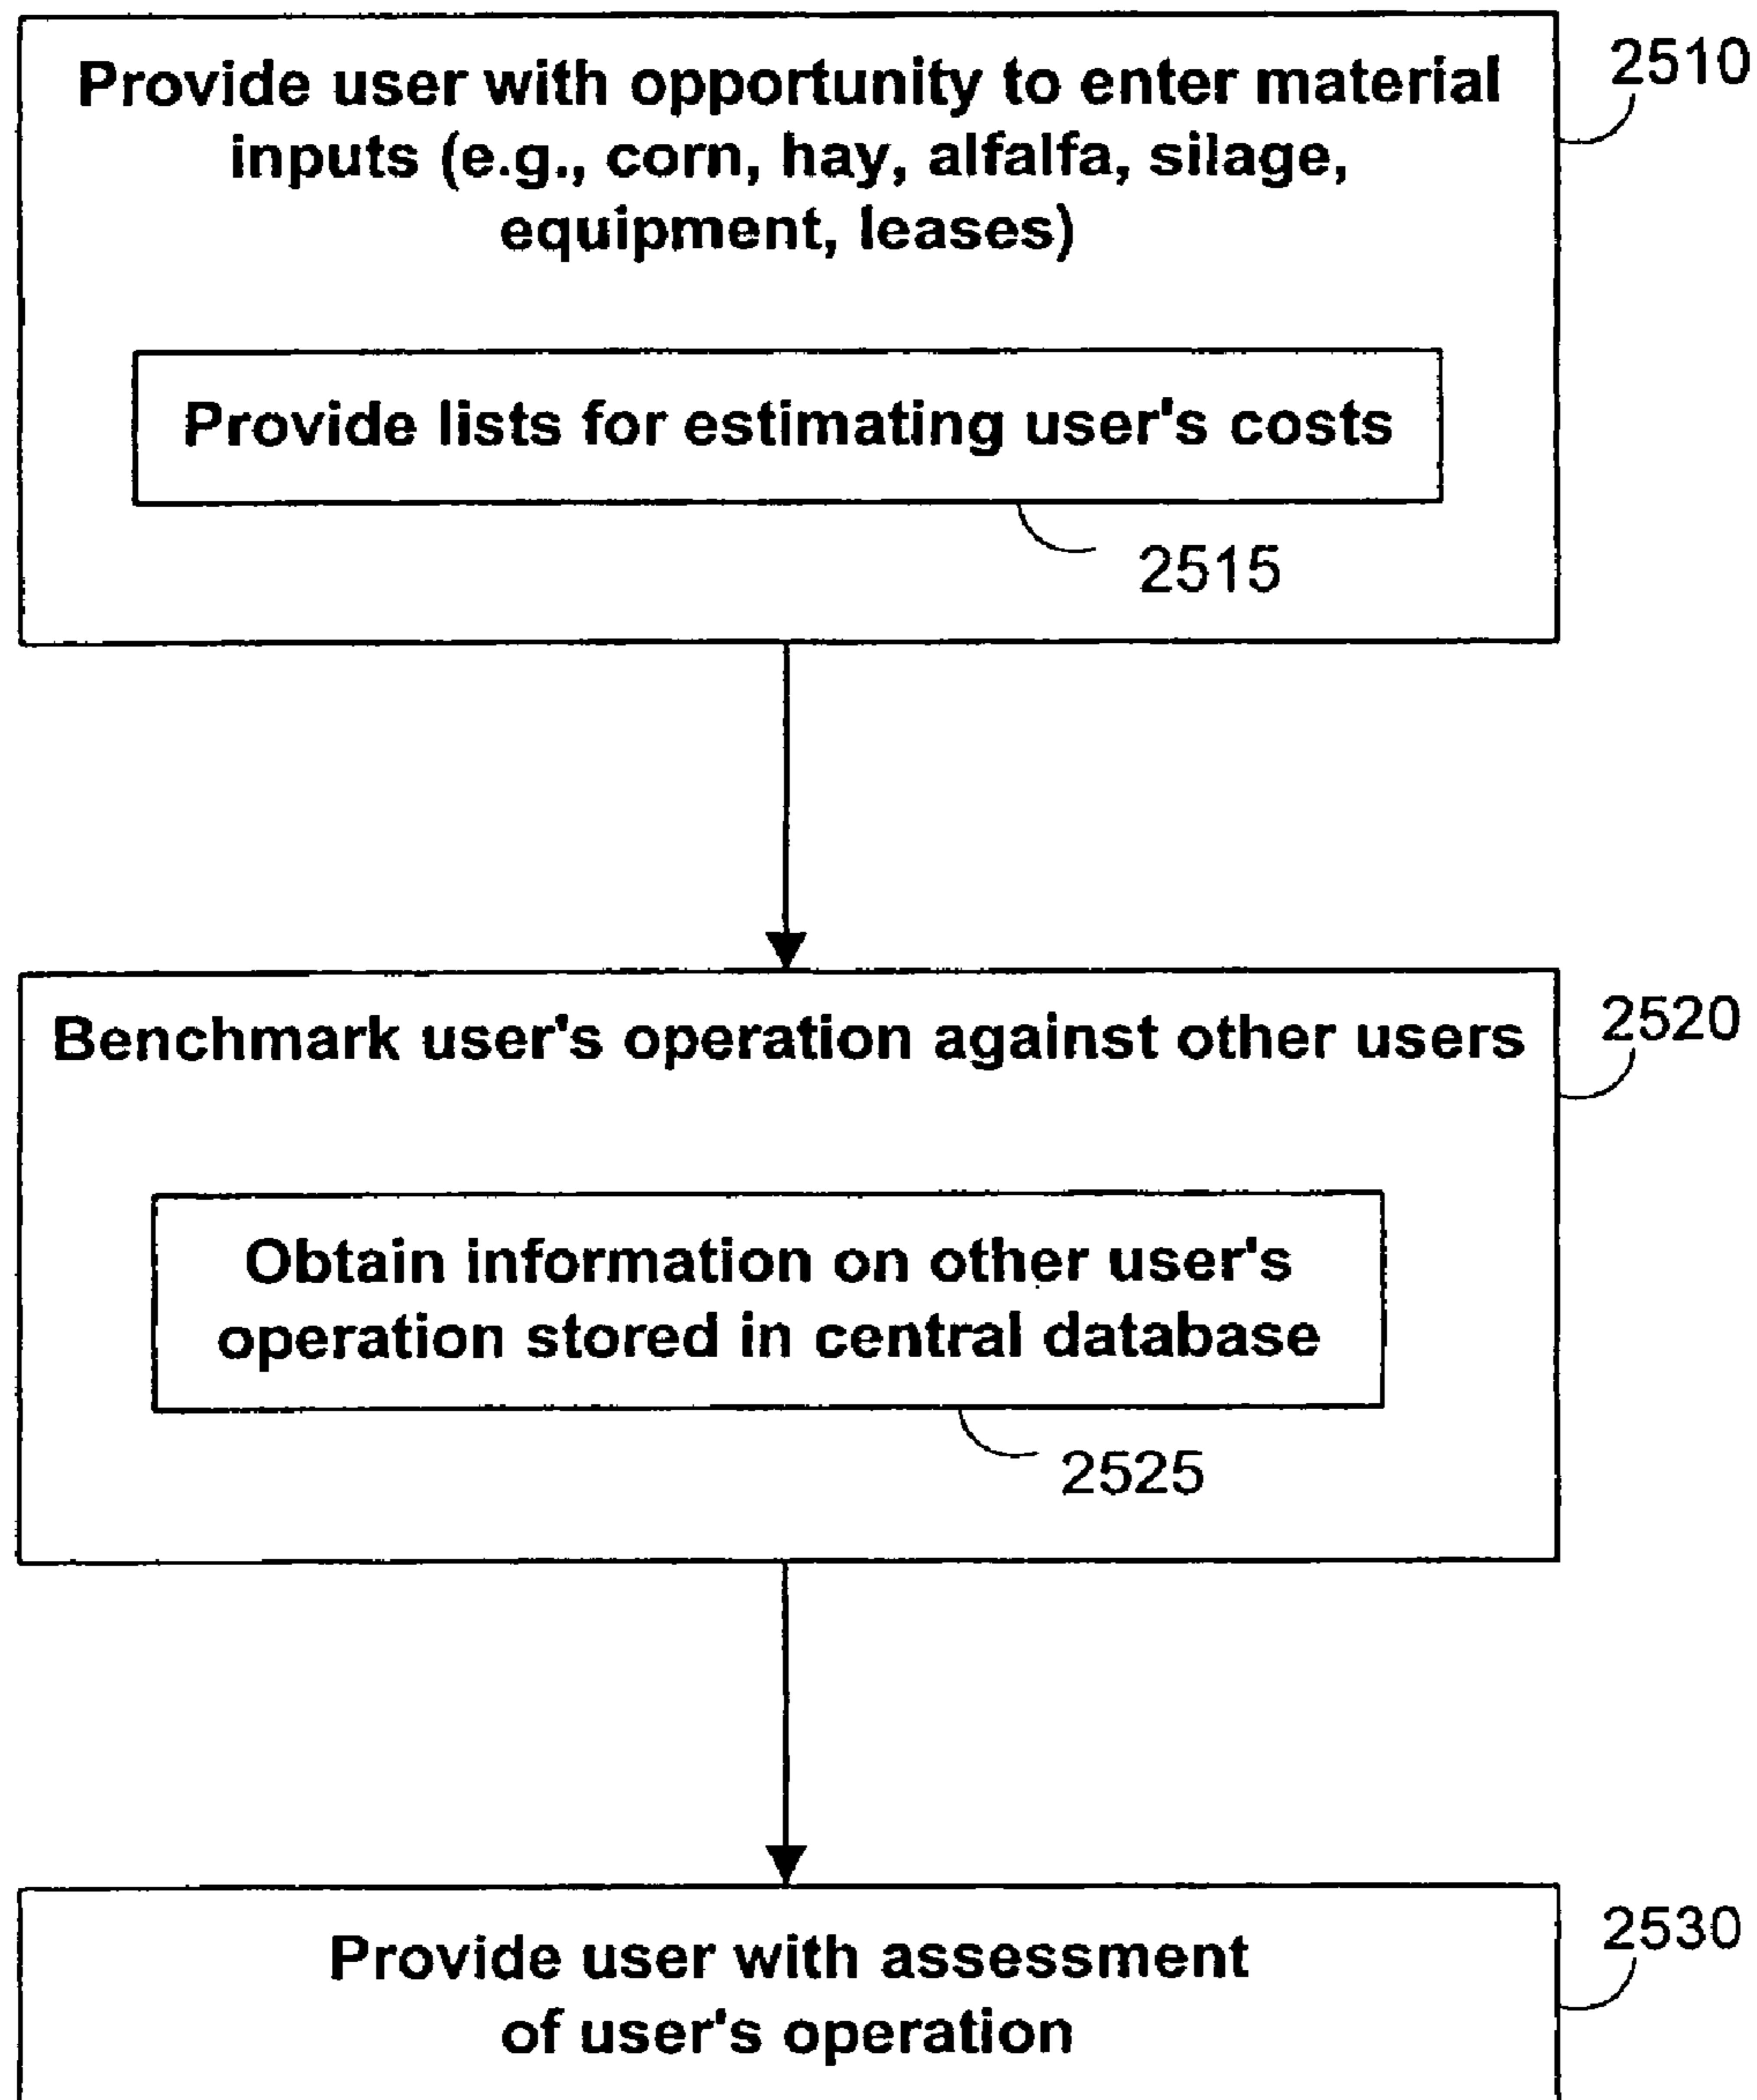 Provide user with opportunity to enter material
inputs (e.g., corn, hay, alfalfa, silage,
equipment, leases)
2510
Provide lists for estimating user's costs
2515
Benchmark user's operation against other users
2520
Obtain information on other user's
operation stored in central database
2525
Provide user with assessment
of user's operation
2530